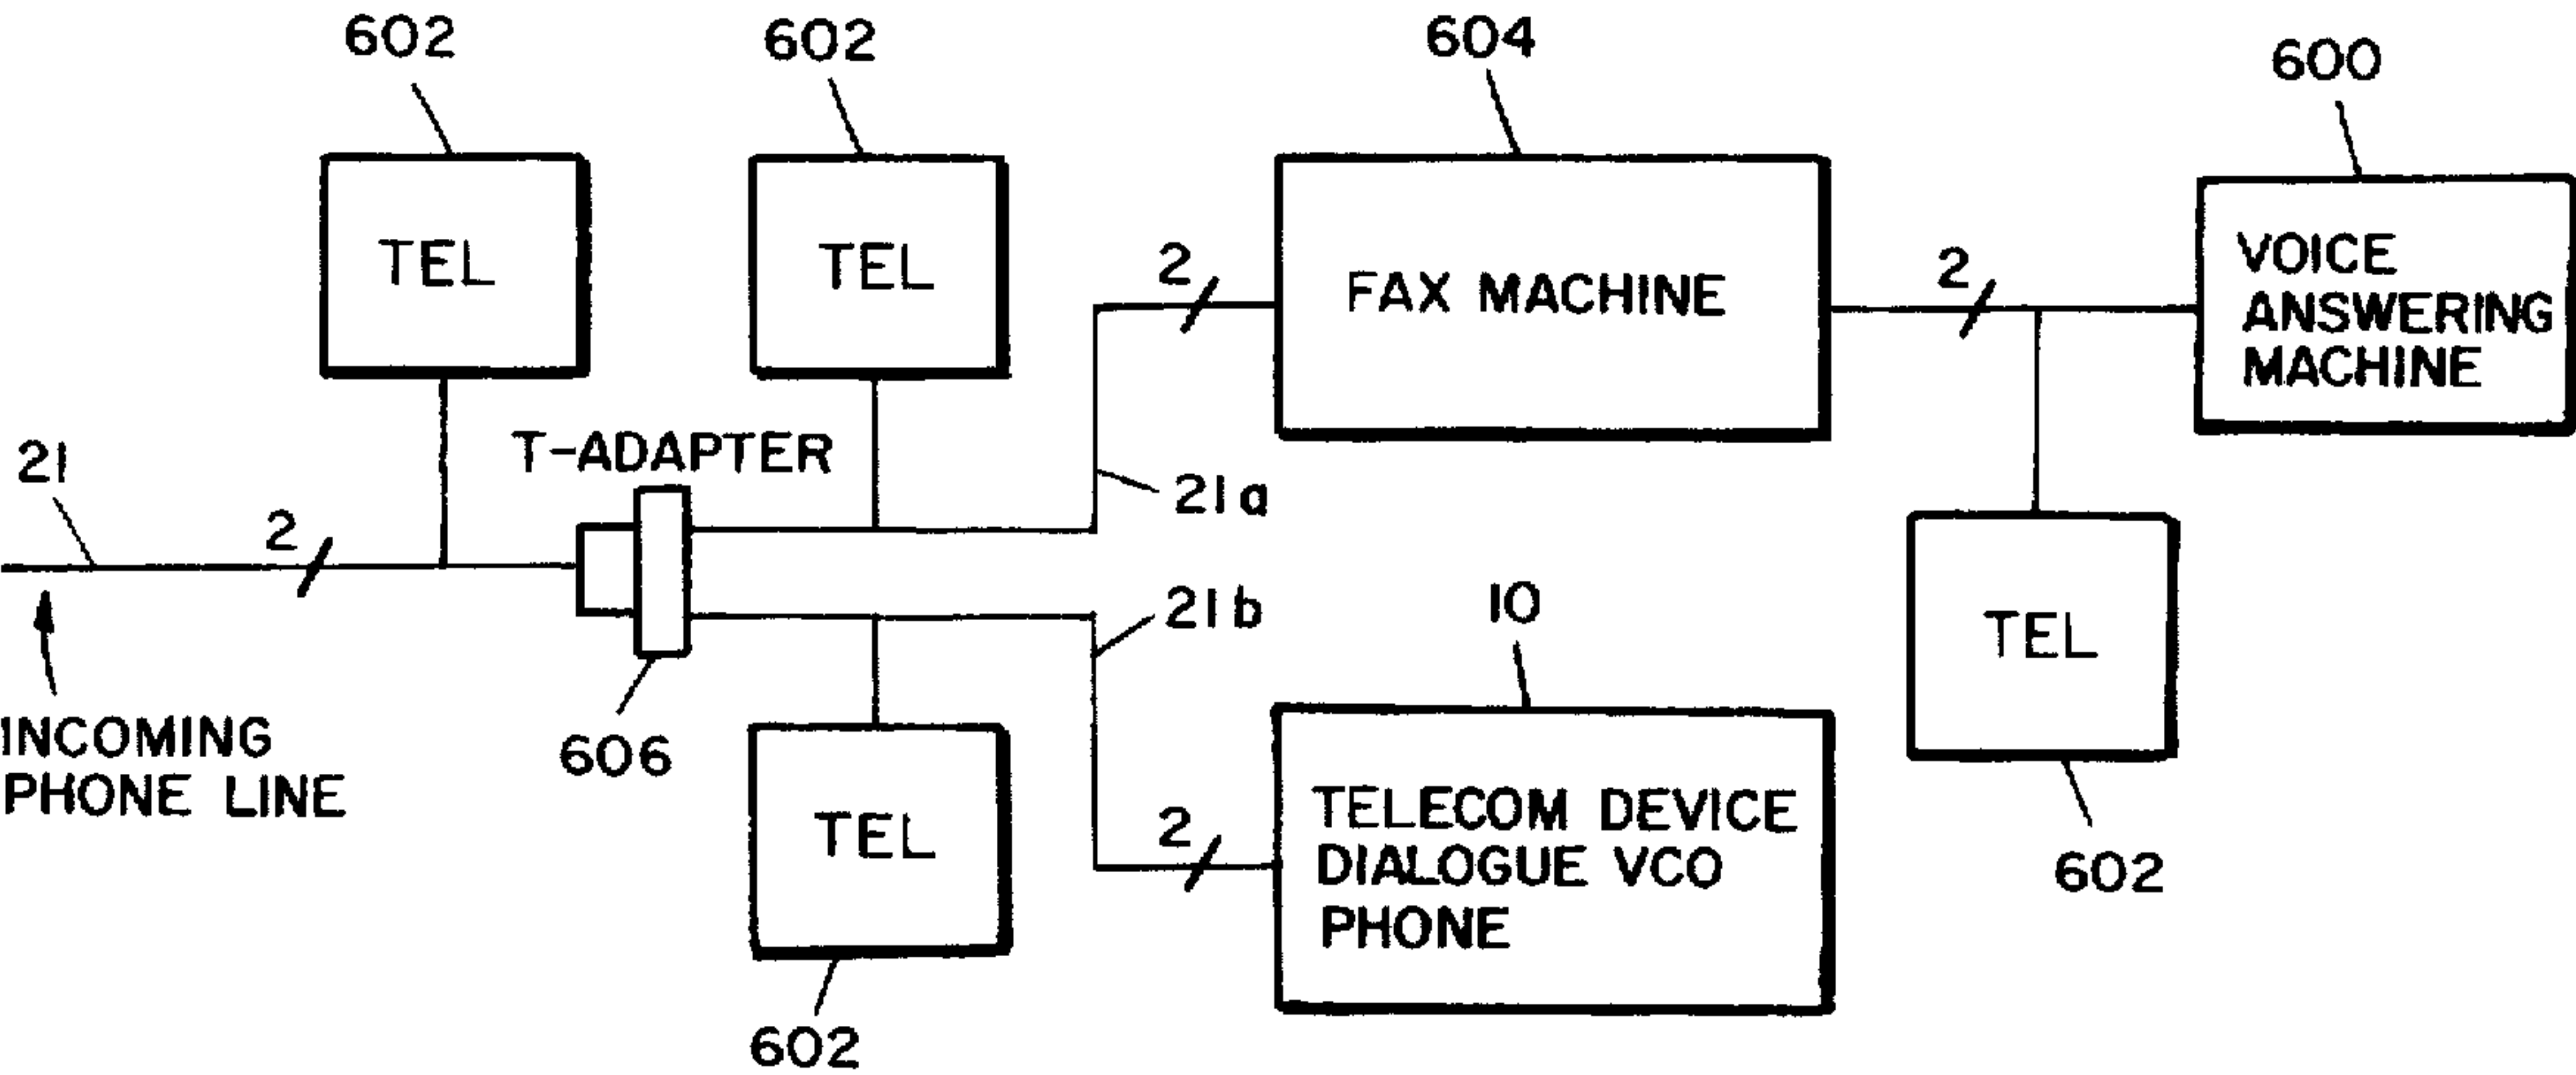 602
602
604
600
TEL
TEL
2
FAX MACHINE
2
VOICE
ANSWERING
MACHINE
T-ADAPTER
21
2
21a
21b
10
TEL
INCOMING
PHONE LINE
606
TEL
2
TELECOM DEVICE
DIALOGUE VCO
PHONE
602
602